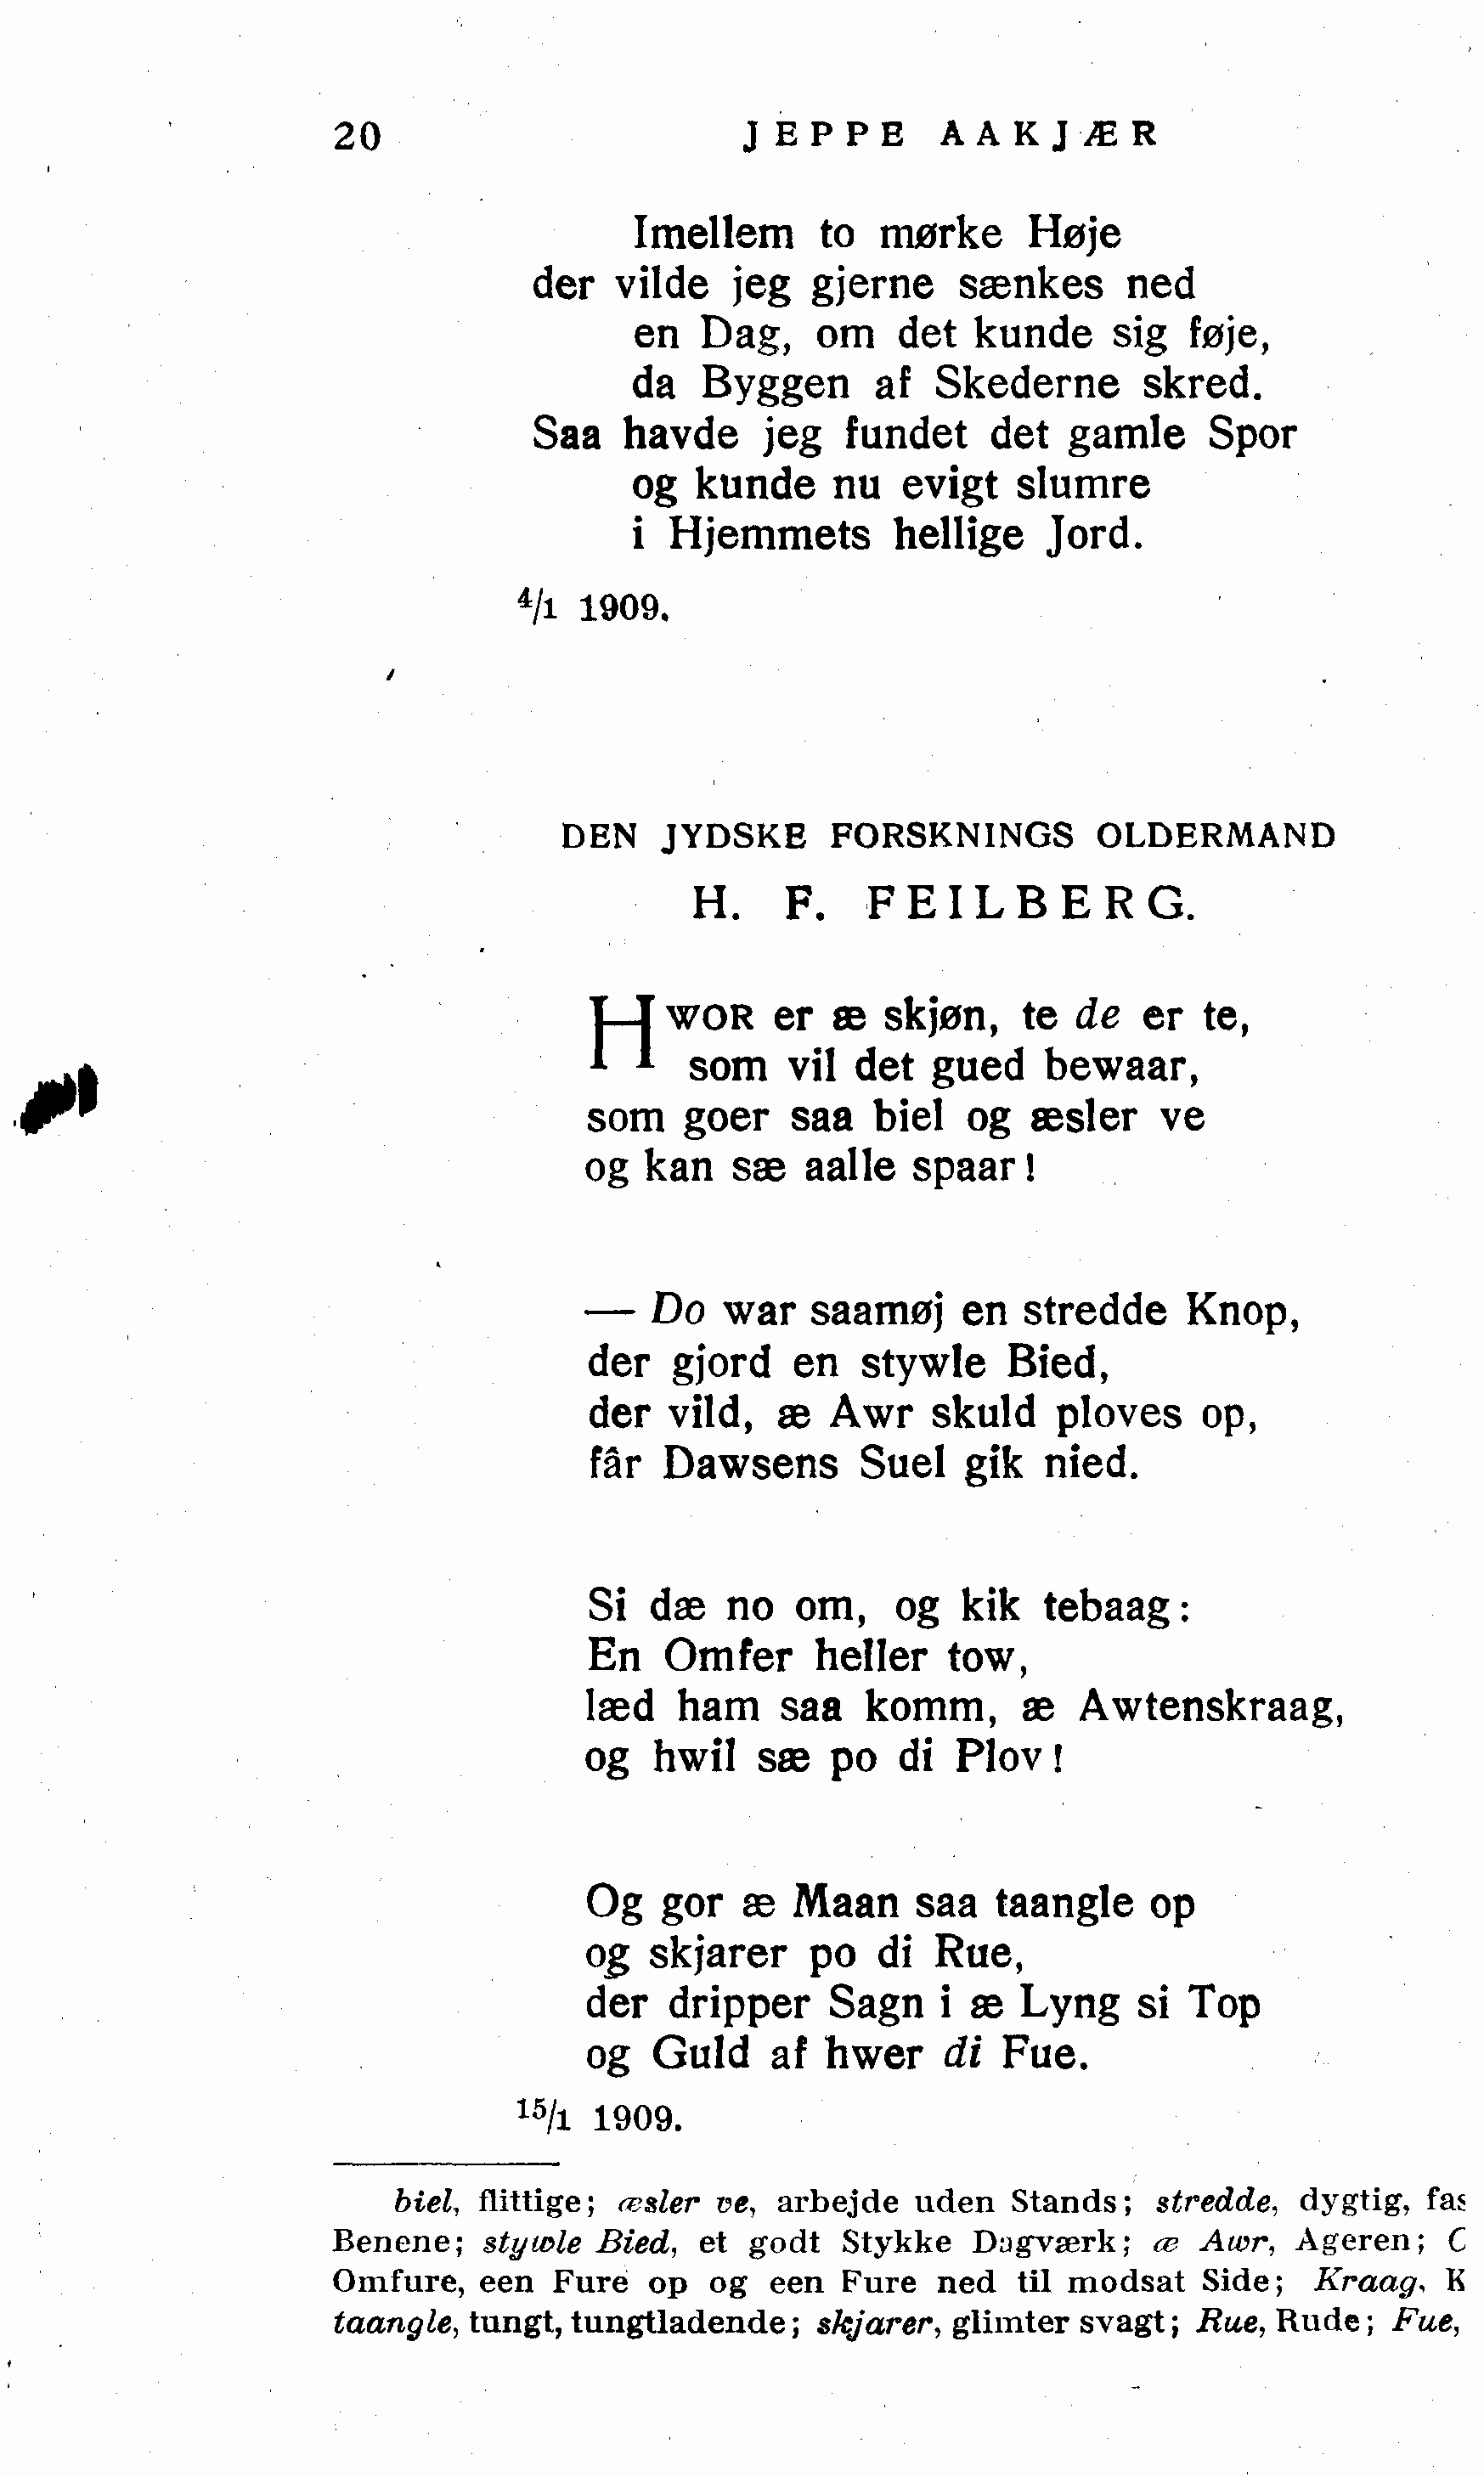 20 JEPPE AAKJÆR
Imellem to mørke Høje
der vilde jeg gjerne sænkes ned
en Dag, om det kunde sig føje,
da Byggen af Skederne skred.
Saa havde jeg fundet det gamle Spor
og kunde nu evigt slumre
i Hjemmets hellige Jord.
4/1 1909.
DEN JYDSKE FORSKNINGS OLDERMAND
H. F. FEILBERG.
HWOR er æ skjøn, te de er te,
som vil det gued bewaar,
som goer saa biel og æsler ve
og kan sæ aalle spaar!
— Do war saamøj en stredde Knop,
der gjord en stywle Bied,
der vild, æ Awr skuld ploves op,
får Dawsens Suel gik nied.
Si dæ no om, og kik tebaag:
En Omfer heller tow,
læd ham saa komm, æ Awtenskraag,
og hwil sæ po di Plov!
Og gor æ Maan saa taangle op
og skjarer po di Rue,
der dripper Sagn i æ Lyng si Top
og Guld af hwer di Fue.
15/1 1909.
biel, flittige; æsler ve, arbejde uden Stands; stredde, dygtig,
Benene; stywle Bied, et godt Stykke Dagværk; æ Awr, Ageren;
Omfure, een Fure op og een Fure ned til modsat Side; Kraag,
taangle, tungt, tungtladende; skjarer, glimter svagt; Rue, Rude; Fue,